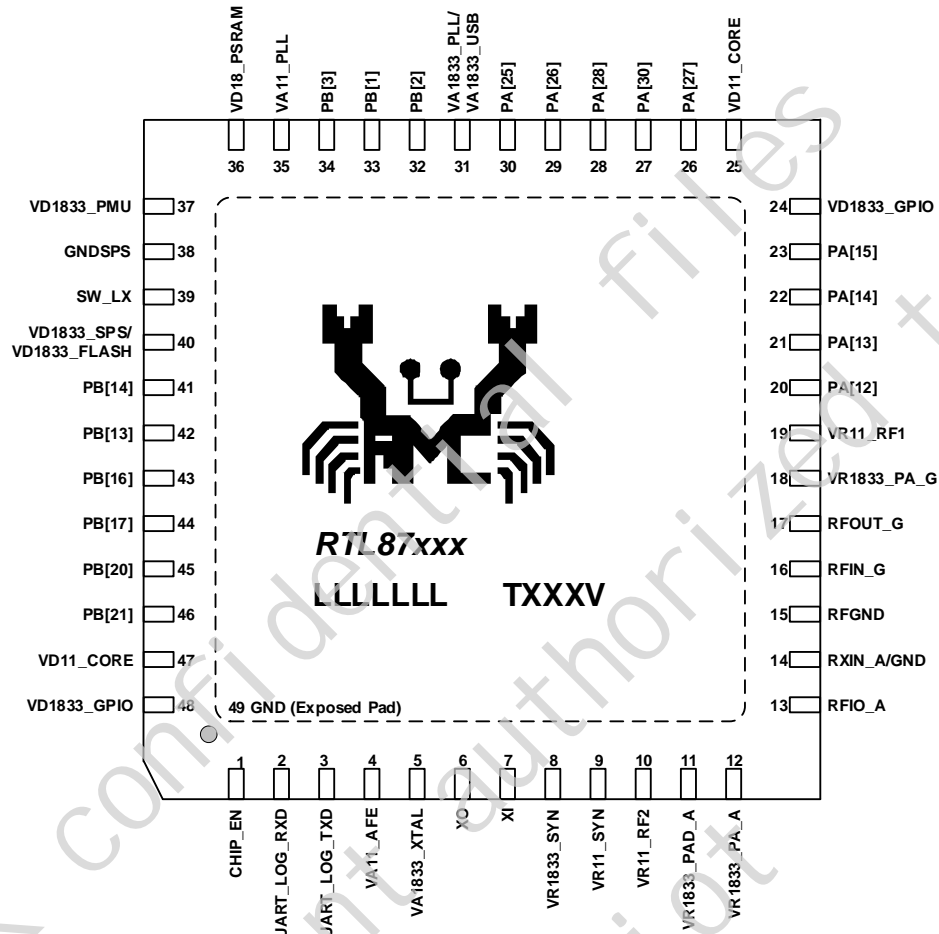 VD18_PSRAM
VA11_PLL
PB[3]
PB[1]
PB[2]
VA1833_PLL/
VA1833_USB
PA[25]
PA[26]
PA[28]
PA[30]
PA[27]
VD11_CORE
36 35 34 33 32 31 30 29 28 27 26 25
VD1833_PMU 37
GNDSPS 38
SW_LX 39
VD1833_SPS/
VD1833_FLASH 40
PB[14] 41
PB[13] 42
PB[16] 43
PB[17] 44
PB[20] 45
PB[21] 46
VD11_CORE 47
VD1833_GPIO 48
24 VD1833_GPIO
23 PA[15]
22 PA[14]
21 PA[13]
20 PA[12]
19 VR11_RF1
18 VR1833_PA_G
17 RFOUT_G
16 RFIN_G
15 RFGND
14 RXIN_A/GND
13 RFIO_A
RTL87xxx
LLLLLLL TXXXV
49 GND (Exposed Pad)
1 2 3 4 5 6 7 8 9 10 11 12
CHIP_EN
UART_LOG_RXD
UART_LOG_TXD
VA11_AFE
VA1833_XTAL
XO
XI
VR1833_SYN
VR11_SYN
VR11_RF2
VR1833_PAD_A
VR1833_PA_A
confidential files
authorized